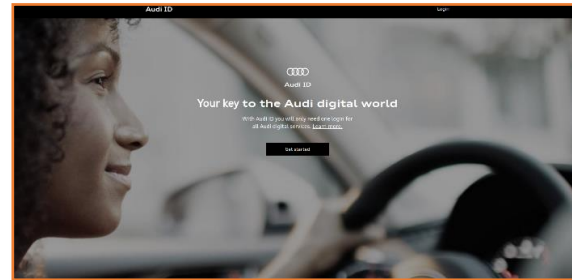 Audi ID
Login
Audi ID
Your key to the Audi digital world
With Audi ID you will only need one login for
all Audi digital services. Learn more.
Get started